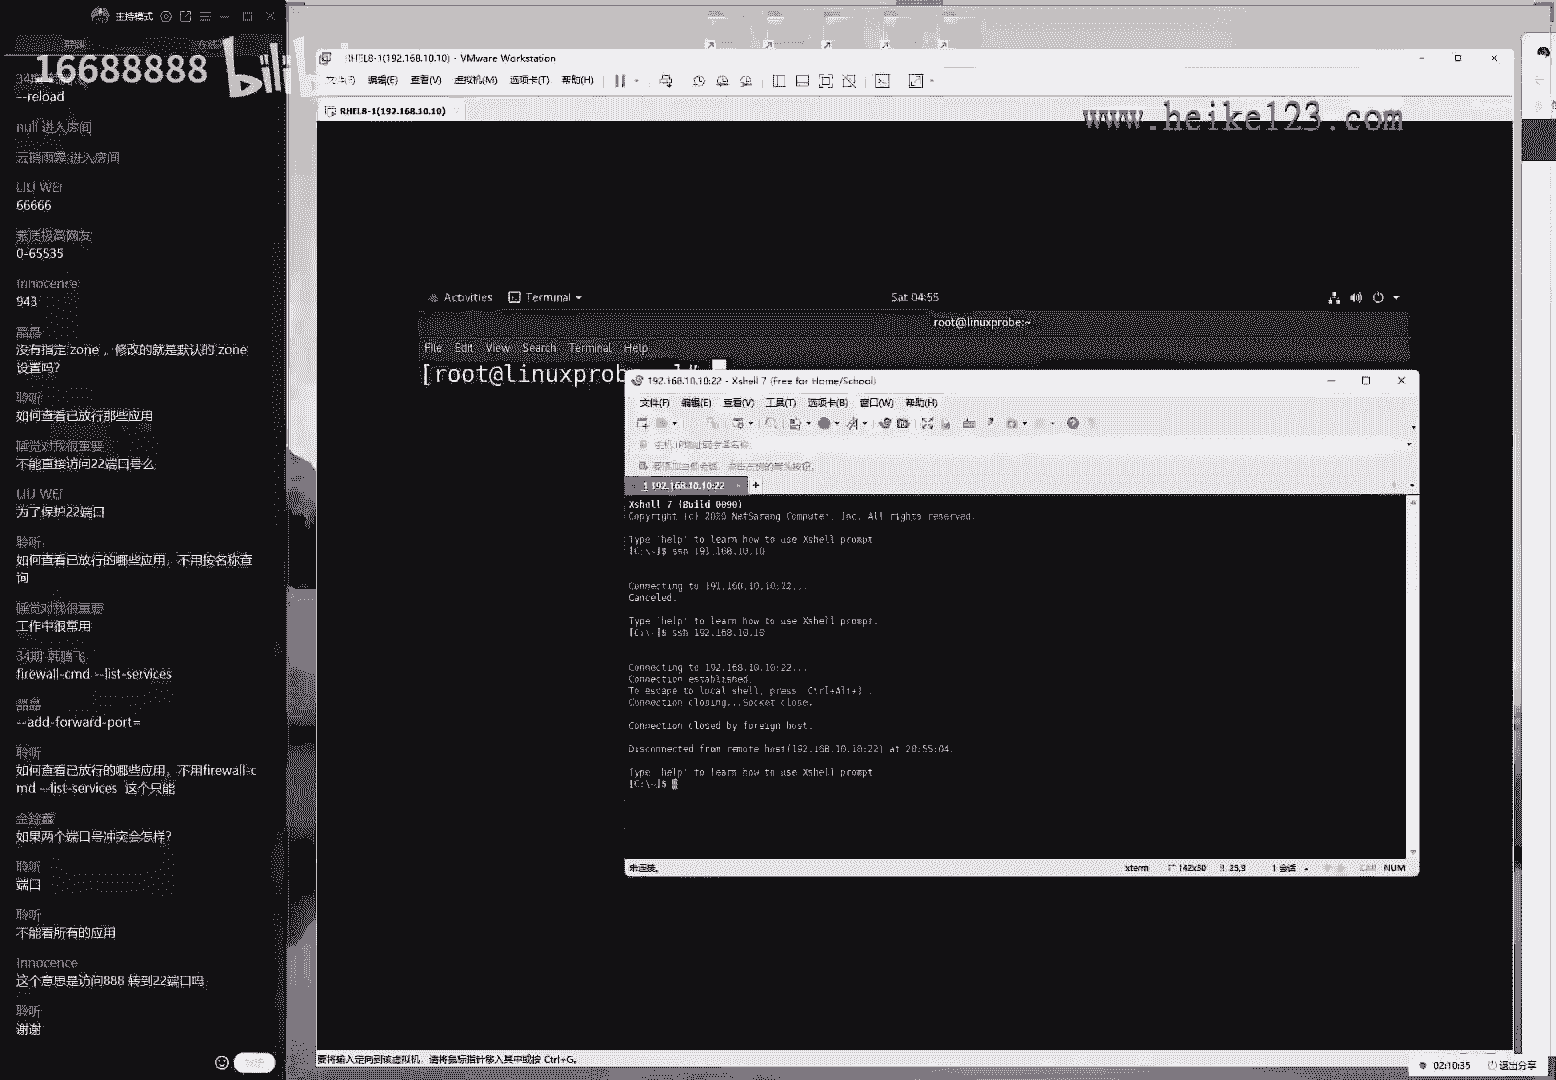 主持模式
16688888
bilib
--reload
null 进入房间
云销雨霁 进入房间
LIU WEI
66666
素质极高网友
0-65535
Innocence
943
没有指定 zone ，修改的就是默认的 zone
设置吗？
聆听
如何查看已放行那些应用
睡觉对我很重要
不能直接访问22端口号么
LIU WEI
为了保护22端口
聆听
如何查看已放行的哪些应用，不用按名称查
询
睡觉对我很重要
工作中很常用
firewall-cmd --list-services
--add-forward-port=
聆听
如何查看已放行的哪些应用，不用firewall-c
md --list-services 这个只能
金鑫鑫
如果两个端口号冲突会怎样？
聆听
端口
聆听
不能看所有的应用
Innocence
这个意思是访问888 转到22端口吗
聆听
谢谢
RHEL8-1(192.168.10.10) - VMware Workstation
文件(F) 编辑(E) 查看(V) 虚拟机(M) 选项卡(T) 帮助(H)
RHEL8-1(192.168.10.10)
www.heike123.com
Activities Terminal Sat 04:55
root@linuxprobe:~
File Edit View Search Terminal Help
[root@linuxprob
192.168.10.10:22 - Xshell 7 (Free for Home/School)
文件(F) 编辑(E) 查看(V) 工具(T) 选项卡(B) 窗口(W) 帮助(H)
1 192.168.10.10:22
Xshell 7 (Build 0090)
Copyright (c) 2020 NetSarang Computer, Inc. All rights reserved.
Type `help' to learn how to use Xshell prompt.
[C:\~]$ ssh 191.168.10.10
Connecting to 191.168.10.10:22...
Canceled.
Type `help' to learn how to use Xshell prompt.
[C:\~]$ ssh 192.168.10.10
Connecting to 192.168.10.10:22...
Connection established.
To escape to local shell, press 'Ctrl+Alt+]'.
Connection closing...Socket close.
Connection closed by foreign host.
Disconnected from remote host(192.168.10.10:22) at 20:55:04.
Type `help' to learn how to use Xshell prompt.
[C:\~]$
未连接。 xterm 142x30 1 会话 CAP NUM
要将输入定向到该虚拟机，请将鼠标指针移入其中或按 Ctrl+G。
02:10:35 退出分享